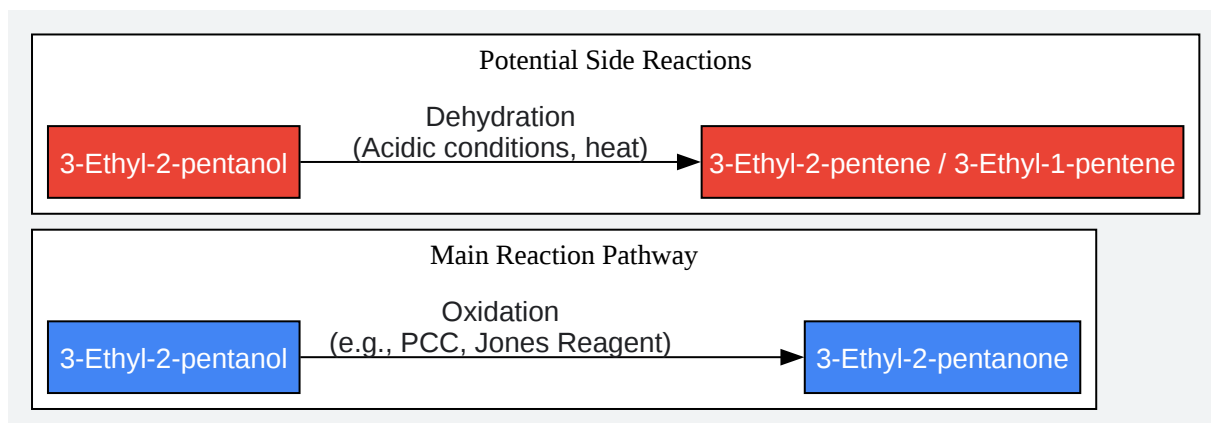 Potential Side Reactions
Dehydration
(Acidic conditions, heat)
3-Ethyl-2-pentanol
3-Ethyl-2-pentene / 3-Ethyl-1-pentene
Main Reaction Pathway
Oxidation
(e.g., PCC, Jones Reagent)
3-Ethyl-2-pentanol
3-Ethyl-2-pentanone